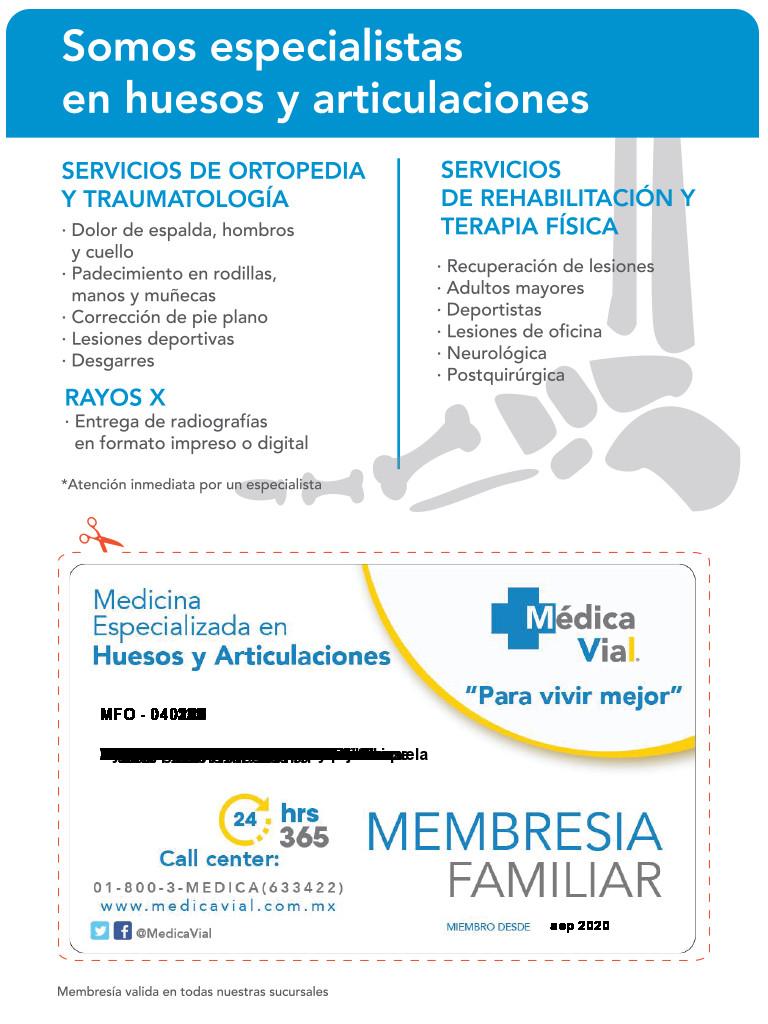 Somos especialistas
en huesos y articulaciones
SERVICIOS DE ORTOPEDIA
Y TRAUMATOLOGÍA
· Dolor de espalda, hombros
y cuello
· Padecimiento en rodillas,
manos y muñecas
· Corrección de pie plano
· Lesiones deportivas
· Desgarres
RAYOS X
· Entrega de radiografías
en formato impreso o digital
*Atención inmediata por un especialista
SERVICIOS
DE REHABILITACIÓN Y
TERAPIA FÍSICA
· Recuperación de lesiones
· Adultos mayores
· Deportistas
· Lesiones de oficina
· Neurológica
· Postquirúrgica
Medicina
Especializada en
Huesos y Articulaciones
Médica
Vial.
"Para vivir mejor"
MFO - 
24 hrs
365
Call center:
01-800-3-MEDICA(633422)
www.medicavial.com.mx
@MedicaVial
MEMBRESIA
FAMILIAR
MIEMBRO DESDE sep 2020
Membresía valida en todas nuestras sucursales